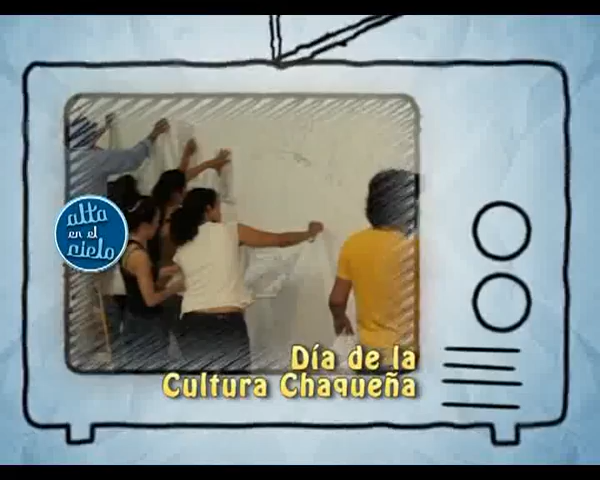 alta
en el
cielo
Día de la
Cultura Chaqueña